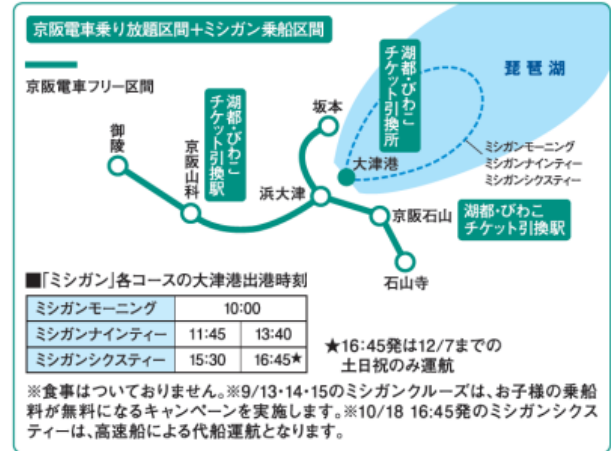 京阪電車乗り放題区間＋ミシガン乗船区間
京阪電車フリー区間
御陵
京阪山科
湖都・びわこ
チケット引換駅
坂本
浜大津
湖都・びわこ
チケット引換所
大津港
琵琶湖
ミシガンモーニング
ミシガンナインティー
ミシガンシクスティー
京阪石山
湖都・びわこ
チケット引換駅
石山寺
■「ミシガン」各コースの大津港出港時刻
ミシガンモーニング 10:00
ミシガンナインティー 11:45 13:40
ミシガンシクスティー 15:30 16:45★
★16:45発は12/7までの
土日祝のみ運航
※食事はついておりません。※9/13・14・15のミシガンクルーズは、お子様の乗船
料が無料になるキャンペーンを実施します。※10/18 16:45発のミシガンシクス
ティーは、高速船による代船運航となります。